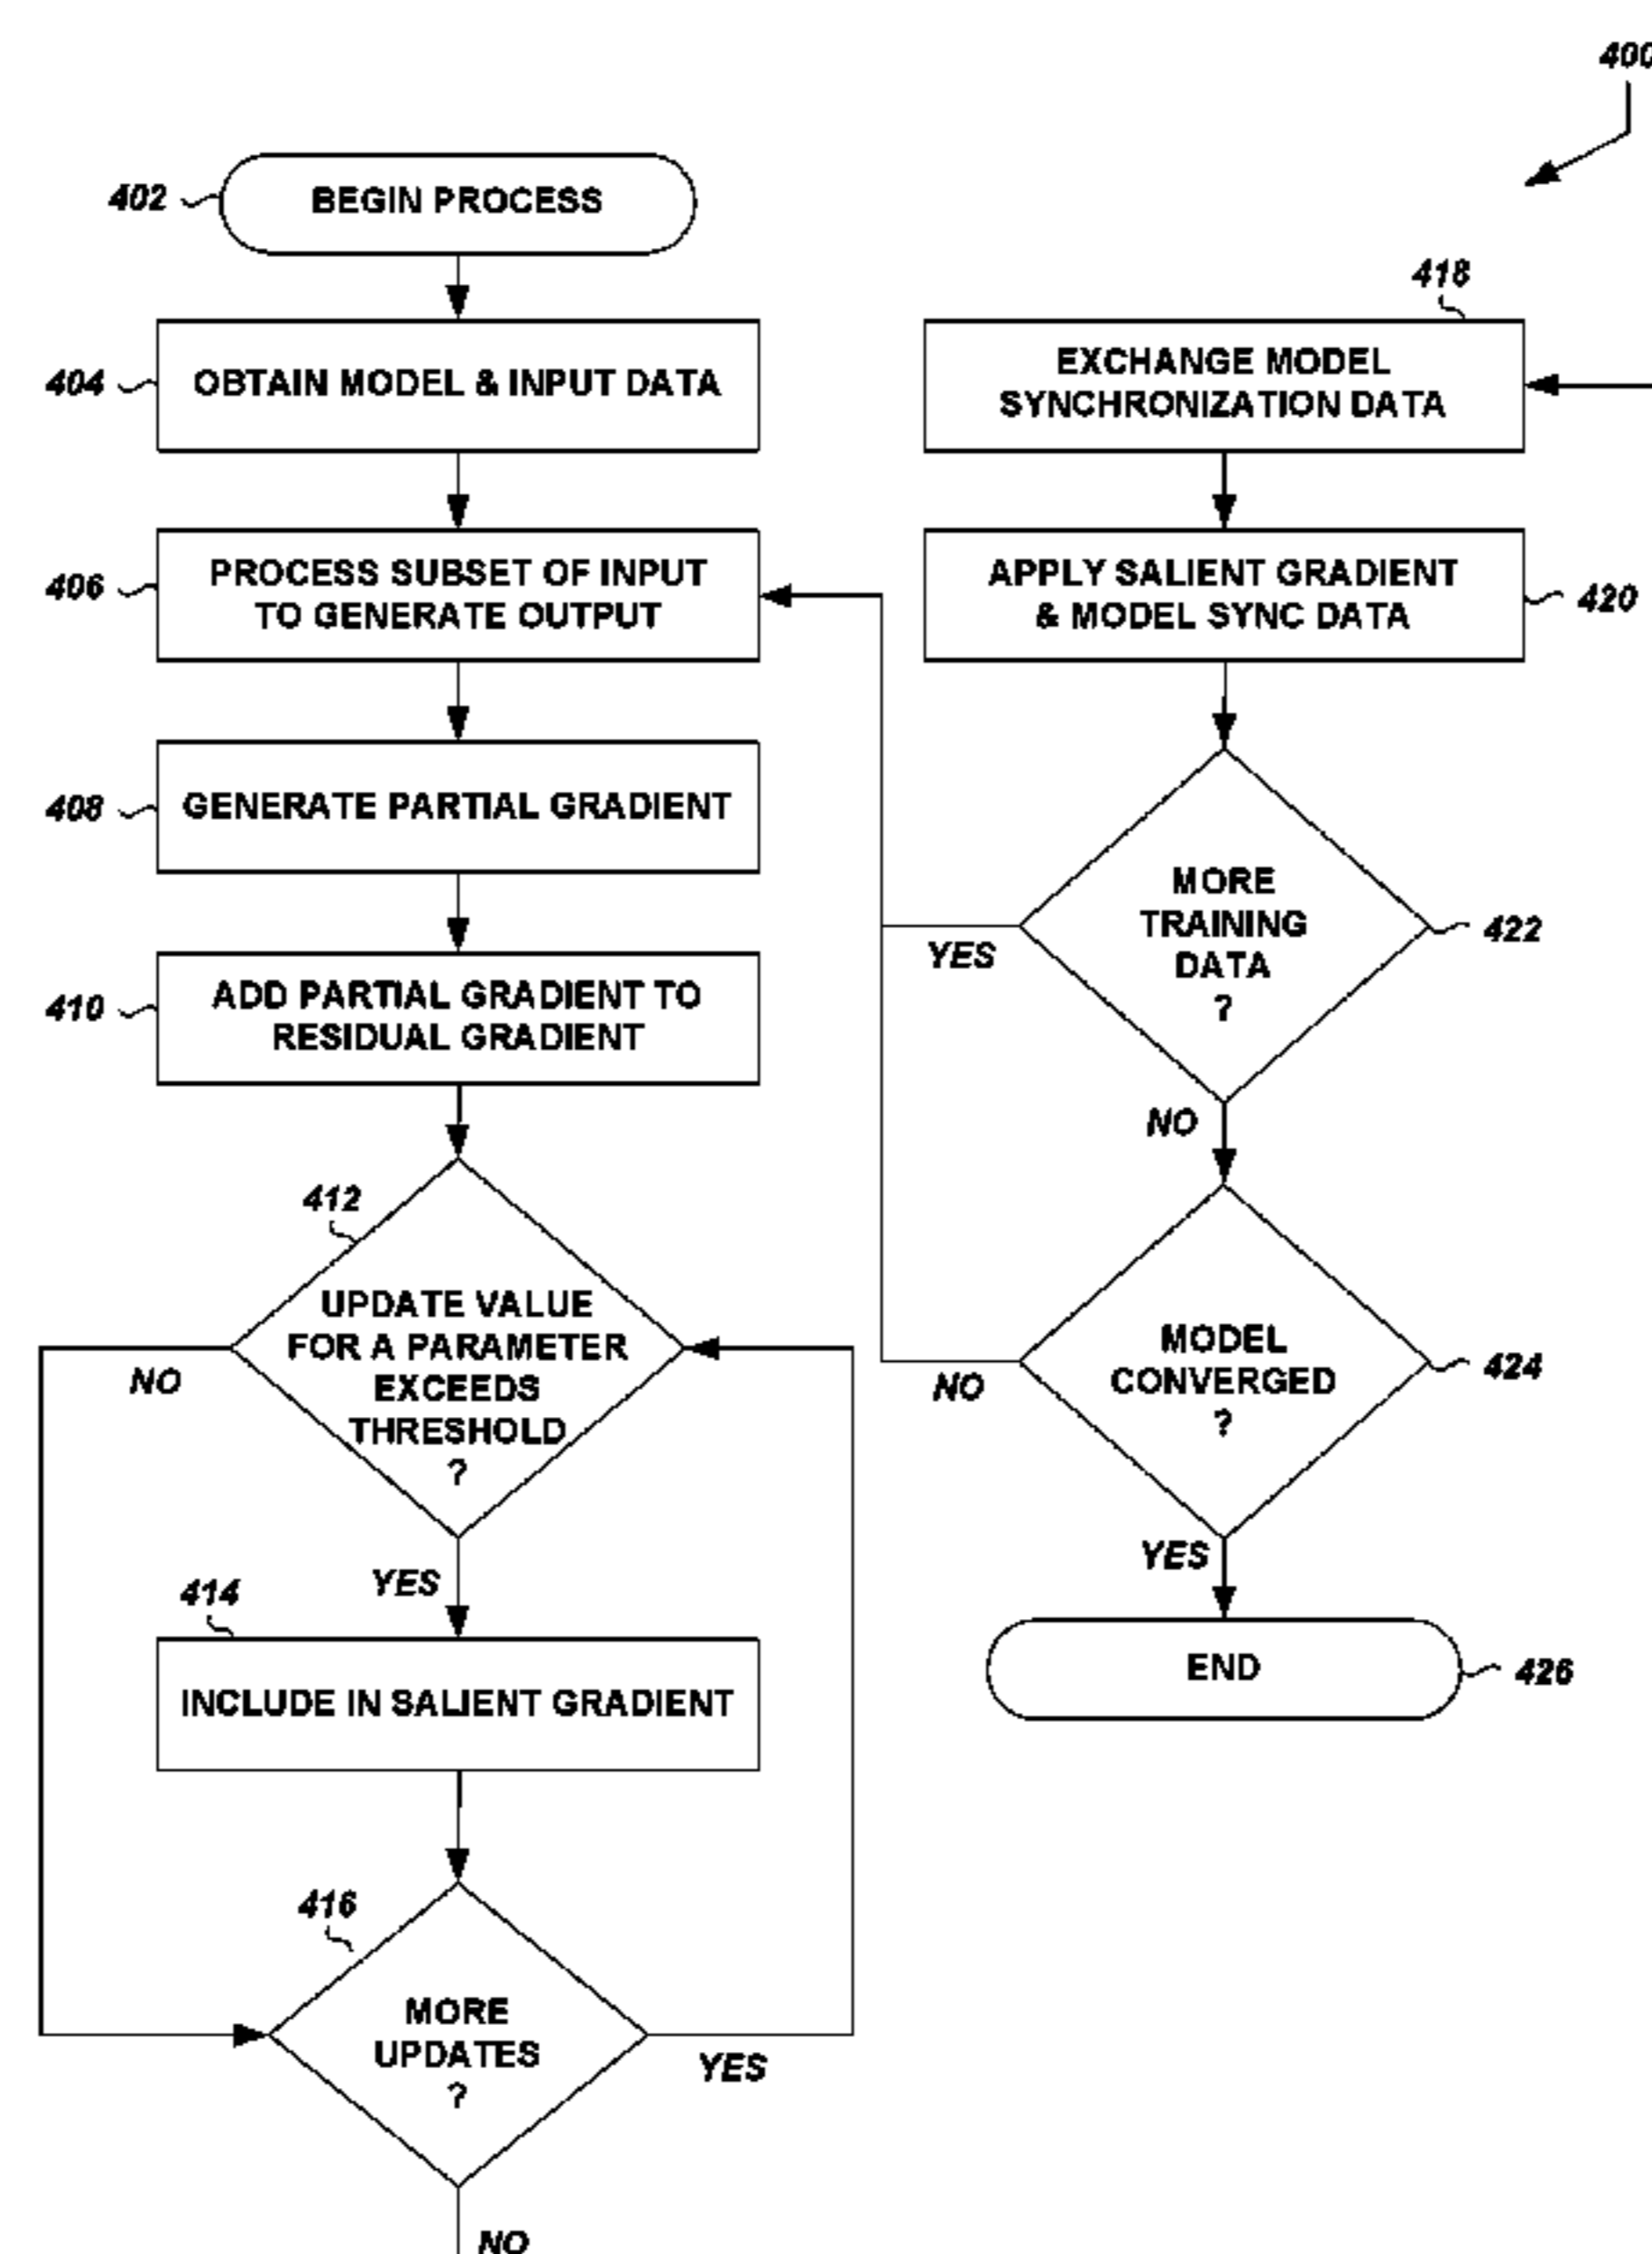 400
402
BEGIN PROCESS
404
OBTAIN MODEL & INPUT DATA
406
PROCESS SUBSET OF INPUT
TO GENERATE OUTPUT
408
GENERATE PARTIAL GRADIENT
410
ADD PARTIAL GRADIENT TO
RESIDUAL GRADIENT
412
UPDATE VALUE
FOR A PARAMETER
EXCEEDS
THRESHOLD
?
NO
YES
414
INCLUDE IN SALIENT GRADIENT
416
MORE
UPDATES
?
YES
NO
418
EXCHANGE MODEL
SYNCHRONIZATION DATA
APPLY SALIENT GRADIENT
& MODEL SYNC DATA
420
MORE
TRAINING
DATA
?
422
YES
NO
MODEL
CONVERGED
?
424
NO
YES
END
426